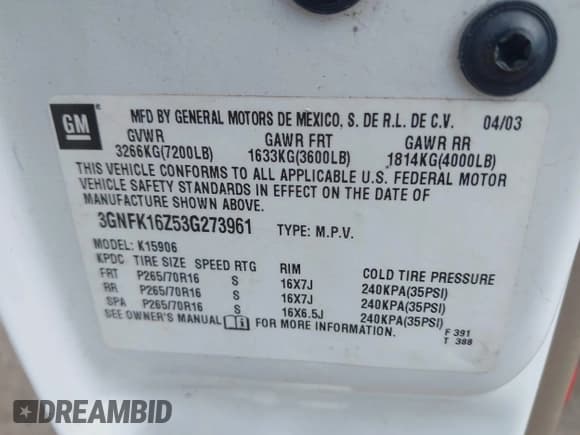 GM
MFD BY GENERAL MOTORS DE MEXICO, S. DE R.L. DE C.V. 04/03
GVWR GAWR FRT GAWR RR
3266KG(7200LB) 1633KG(3600LB) 1814KG(4000LB)
THIS VEHICLE CONFORMS TO ALL APPLICABLE U.S. FEDERAL MOTOR
VEHICLE SAFETY STANDARDS IN EFFECT ON THE DATE OF
MANUFACTURE SHOWN ABOVE.
3GNFK16Z53G273961 TYPE: M.P.V.
MODEL: K15906
KPDC TIRE SIZE SPEED RTG RIM COLD TIRE PRESSURE
FRT P265/70R16 S 16X7J 240KPA(35PSI)
RR P265/70R16 S 16X7J 240KPA(35PSI)
SPA P265/70R16 S 16X6.5J 240KPA(35PSI)
SEE OWNER'S MANUAL FOR MORE INFORMATION. F 391
T 388
DREAMBID